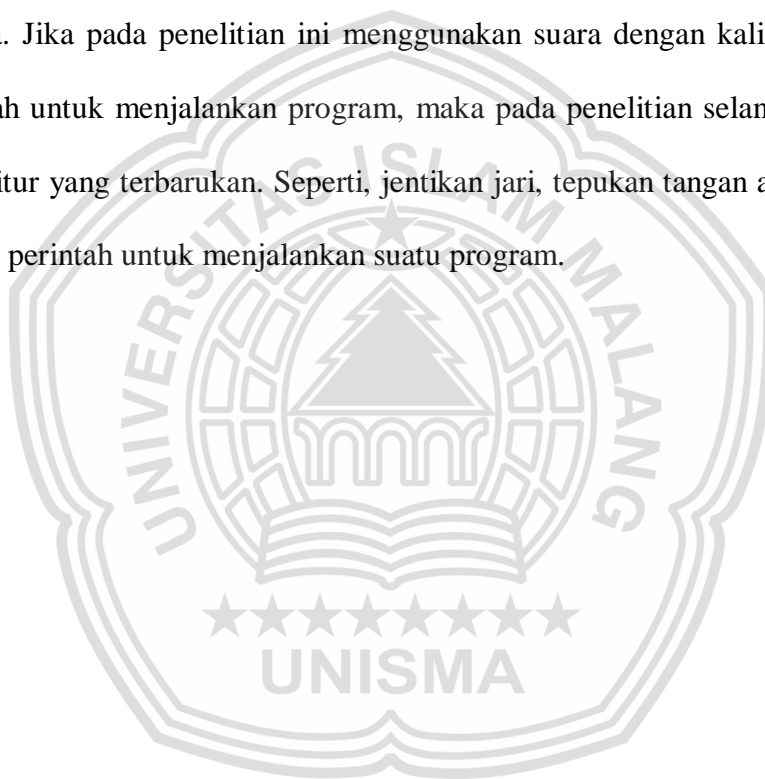 . Jika pada penelitian ini menggunakan suara dengan kali
ah untuk menjalankan program, maka pada penelitian selan
itur yang terbarukan. Seperti, jentikan jari, tepukan tangan a
perintah untuk menjalankan suatu program.
UNIVERSITAS ISLAM MALANG
UNISMA